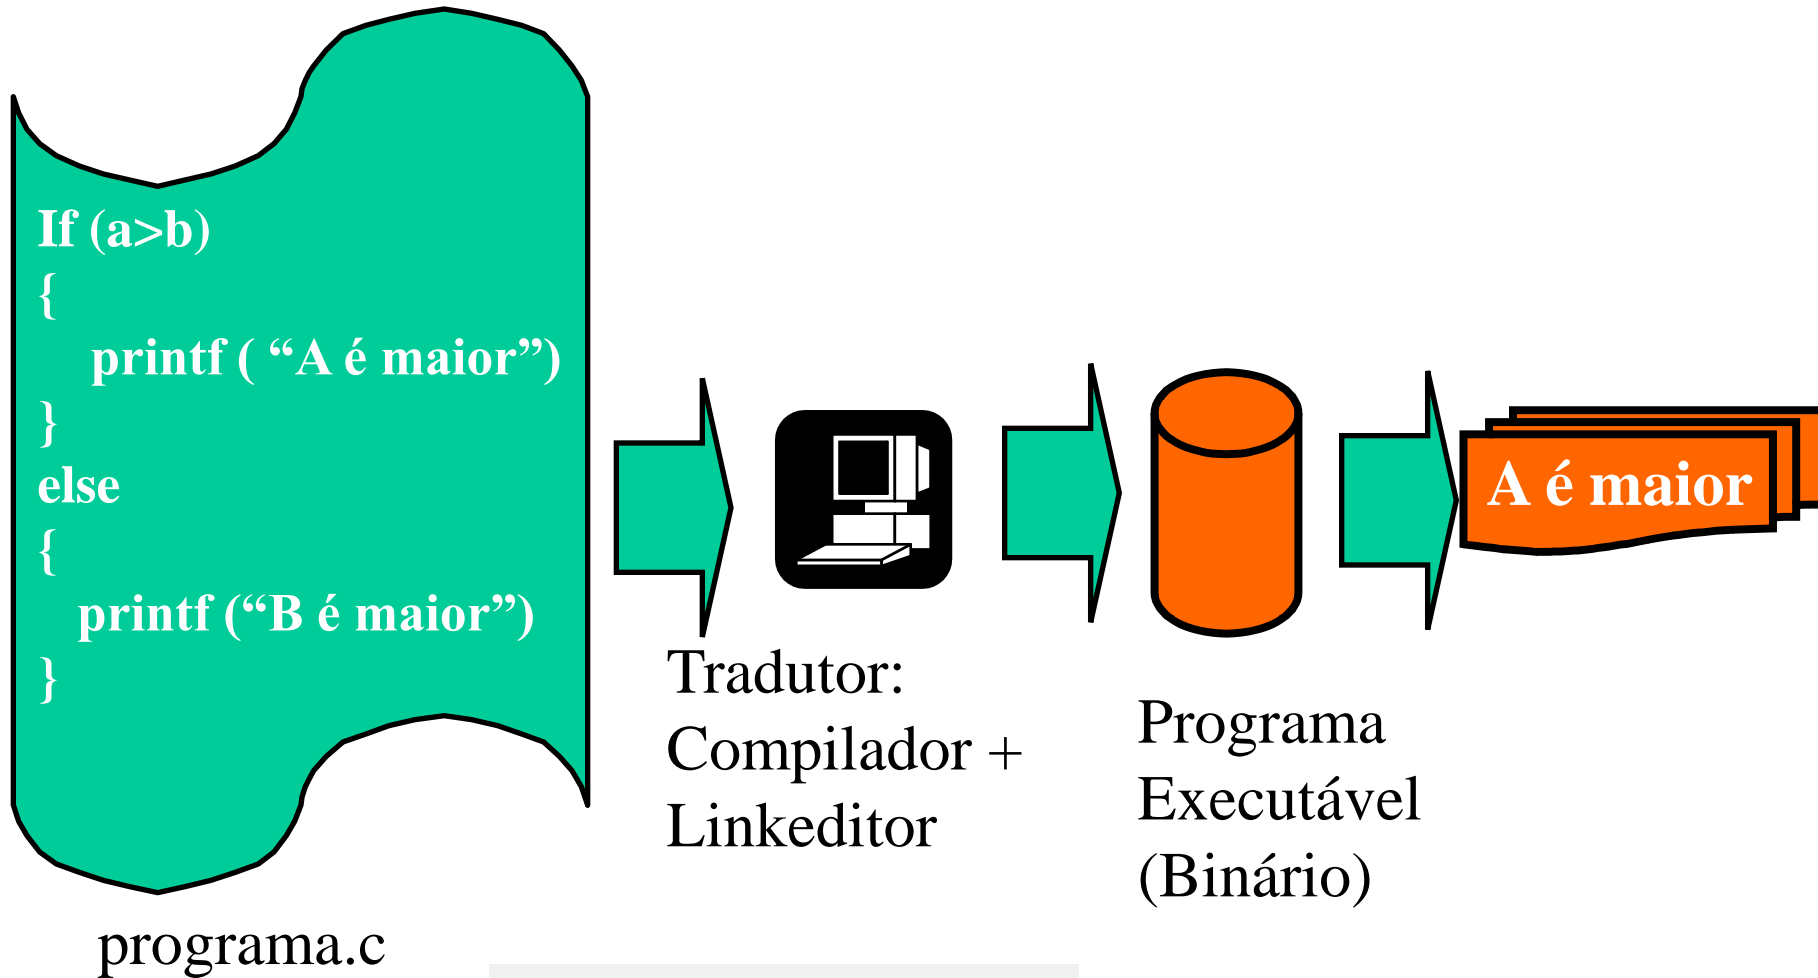 If (a>b)
{
printf ( “A é maior”)
}
else
{
printf (“B é maior”)
}
programa.c
Tradutor:
Compilador +
Linkeditor
Programa
Executável
(Binário)
A é maior